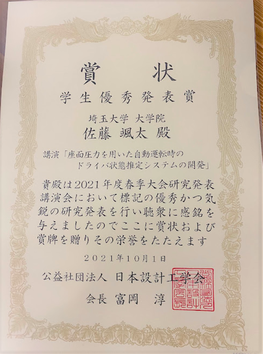 賞状
学生優秀発表賞
埼玉大学 大学院
佐藤 颯太 殿
講演「座面圧力を用いた自動運転時の
ドライバ状態推定システムの開発」
貴殿は2021年度春季大会研究発表
講演会において標記の優秀かつ気
鋭の研究発表を行い聴衆に感銘を
与えましたのでここに賞状および
賞牌を贈りその栄誉をたたえます
2021年10月1日
公益社団法人 日本設計工学会
会長 富岡 淳